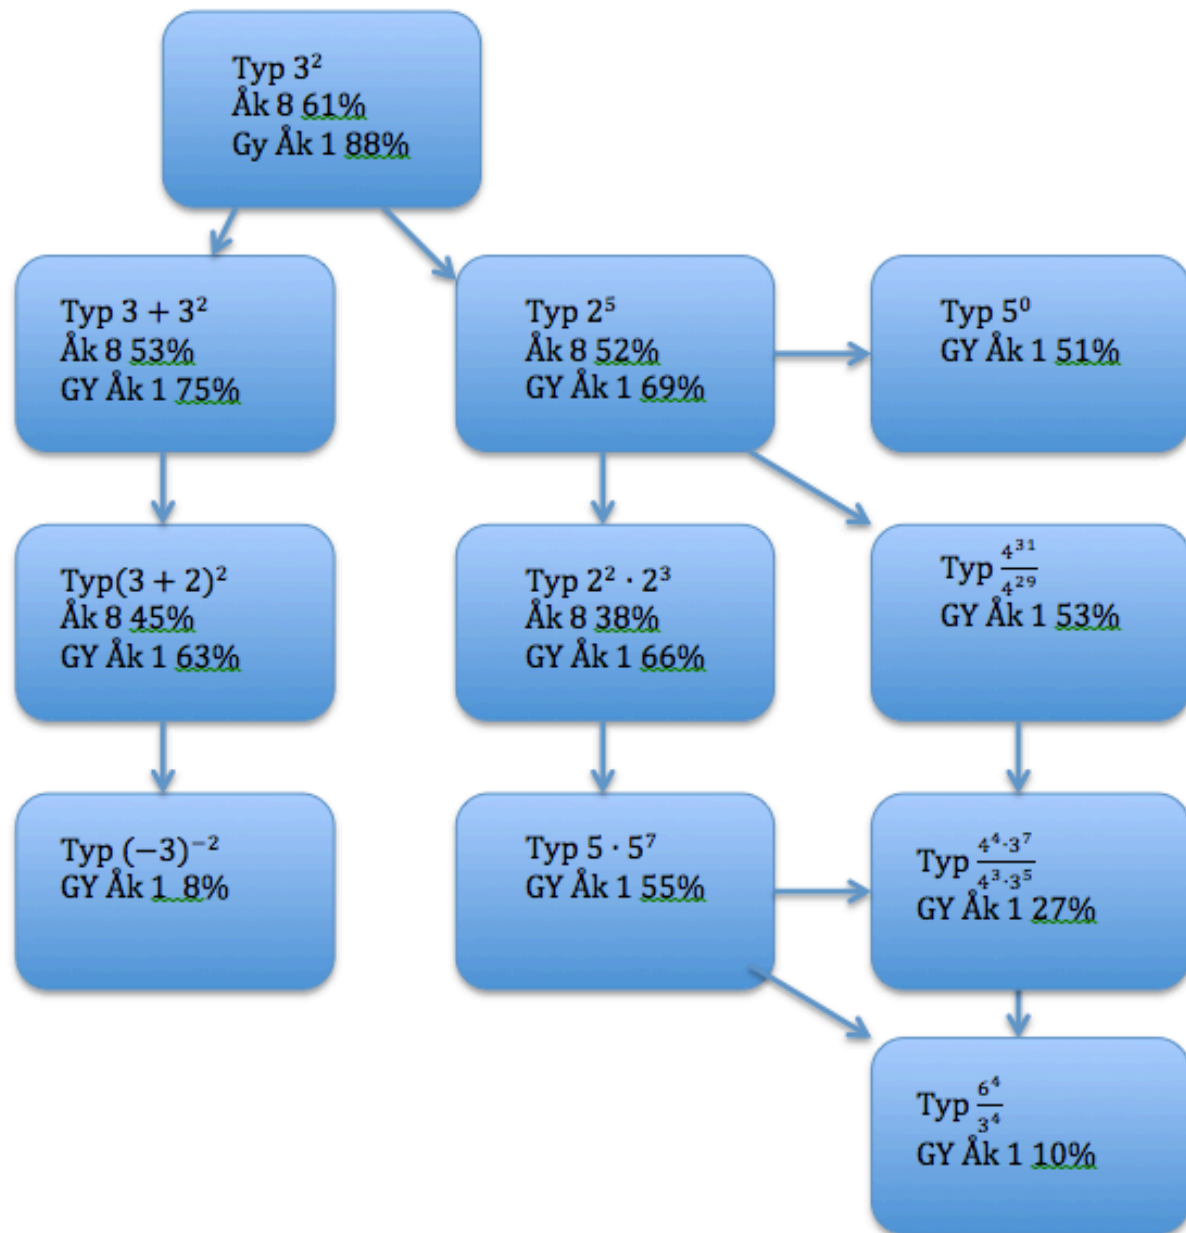 Typ 3²
Åk 8 61%
Gy Åk 1 88%
Typ 3 + 3²
Åk 8 53%
GY Åk 1 75%
Typ 2⁵
Åk 8 52%
GY Åk 1 69%
Typ 5⁰
GY Åk 1 51%
Typ(3 + 2)²
Åk 8 45%
GY Åk 1 63%
Typ 2² · 2³
Åk 8 38%
GY Åk 1 66%
Typ 4³¹/4²⁹
GY Åk 1 53%
Typ (−3)⁻²
GY Åk 1 8%
Typ 5 · 5⁷
GY Åk 1 55%
Typ 4⁴·3⁷/4³·3⁵
GY Åk 1 27%
Typ 6⁴/3⁴
GY Åk 1 10%